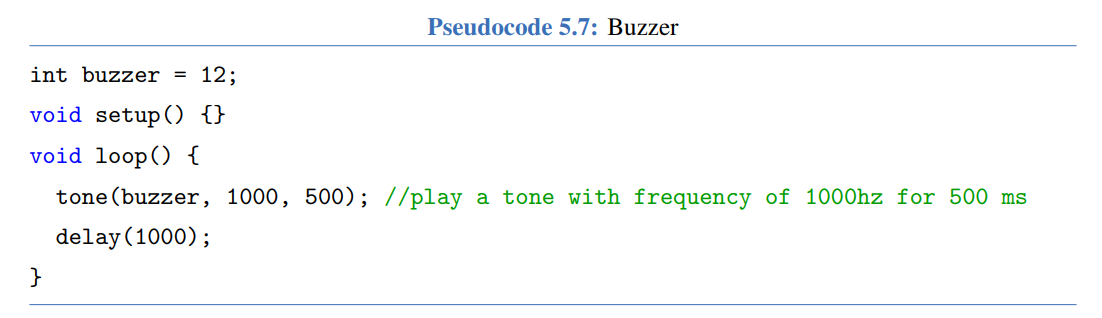 Pseudocode 5.7: Buzzer
int buzzer = 12;
void setup() {}
void loop() {
  tone(buzzer, 1000, 500); //play a tone with frequency of 1000hz for 500 ms
  delay(1000);
}